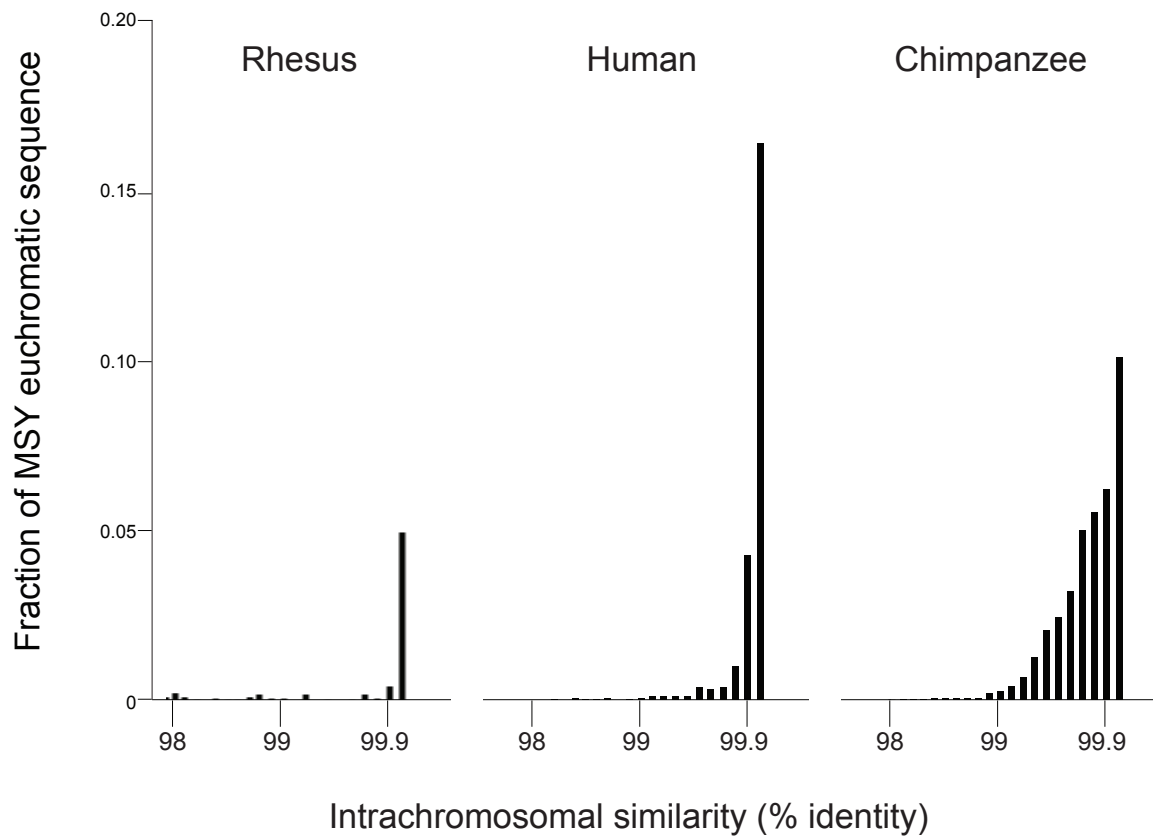 Fraction of MSY euchromatic sequence
0.20
0.15
0.10
0.05
0
Rhesus
Human
Chimpanzee
98
99
99.9
98
99
99.9
98
99
99.9
Intrachromosomal similarity (% identity)